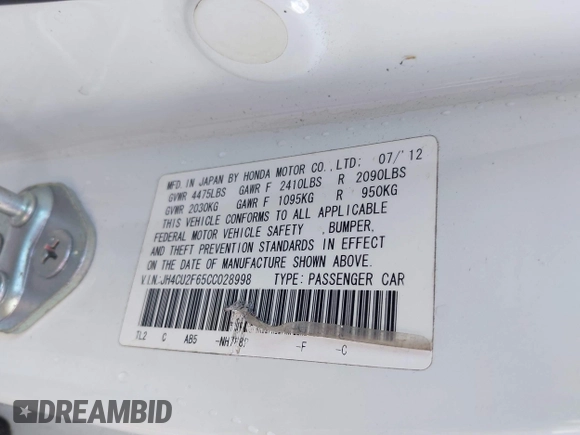 MFD. IN JAPAN BY HONDA MOTOR CO., LTD: 07/'12
GVWR 4475LBS GAWR F 2410LBS R 2090LBS
GVWR 2030KG GAWR F 1095KG R 950KG
THIS VEHICLE CONFORMS TO ALL APPLICABLE
FEDERAL MOTOR VEHICLE SAFETY , BUMPER,
AND THEFT PREVENTION STANDARDS IN EFFECT
ON THE DATE OF MANUFACTURE SHOWN ABOVE.
V.I.N:JH4CU2F65CC028998 TYPE: PASSENGER CAR
TL2 C AB5 -F -C
DREAMBID